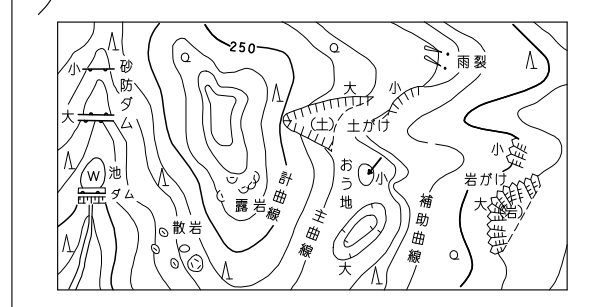 250
雨裂
小
砂防ダム
大
大
小
(土)
土がけ
小
池
W
ダム
おう地
小
岩がけ
大
(岩)
計曲線
露岩
主曲線
補助曲線
散岩
大